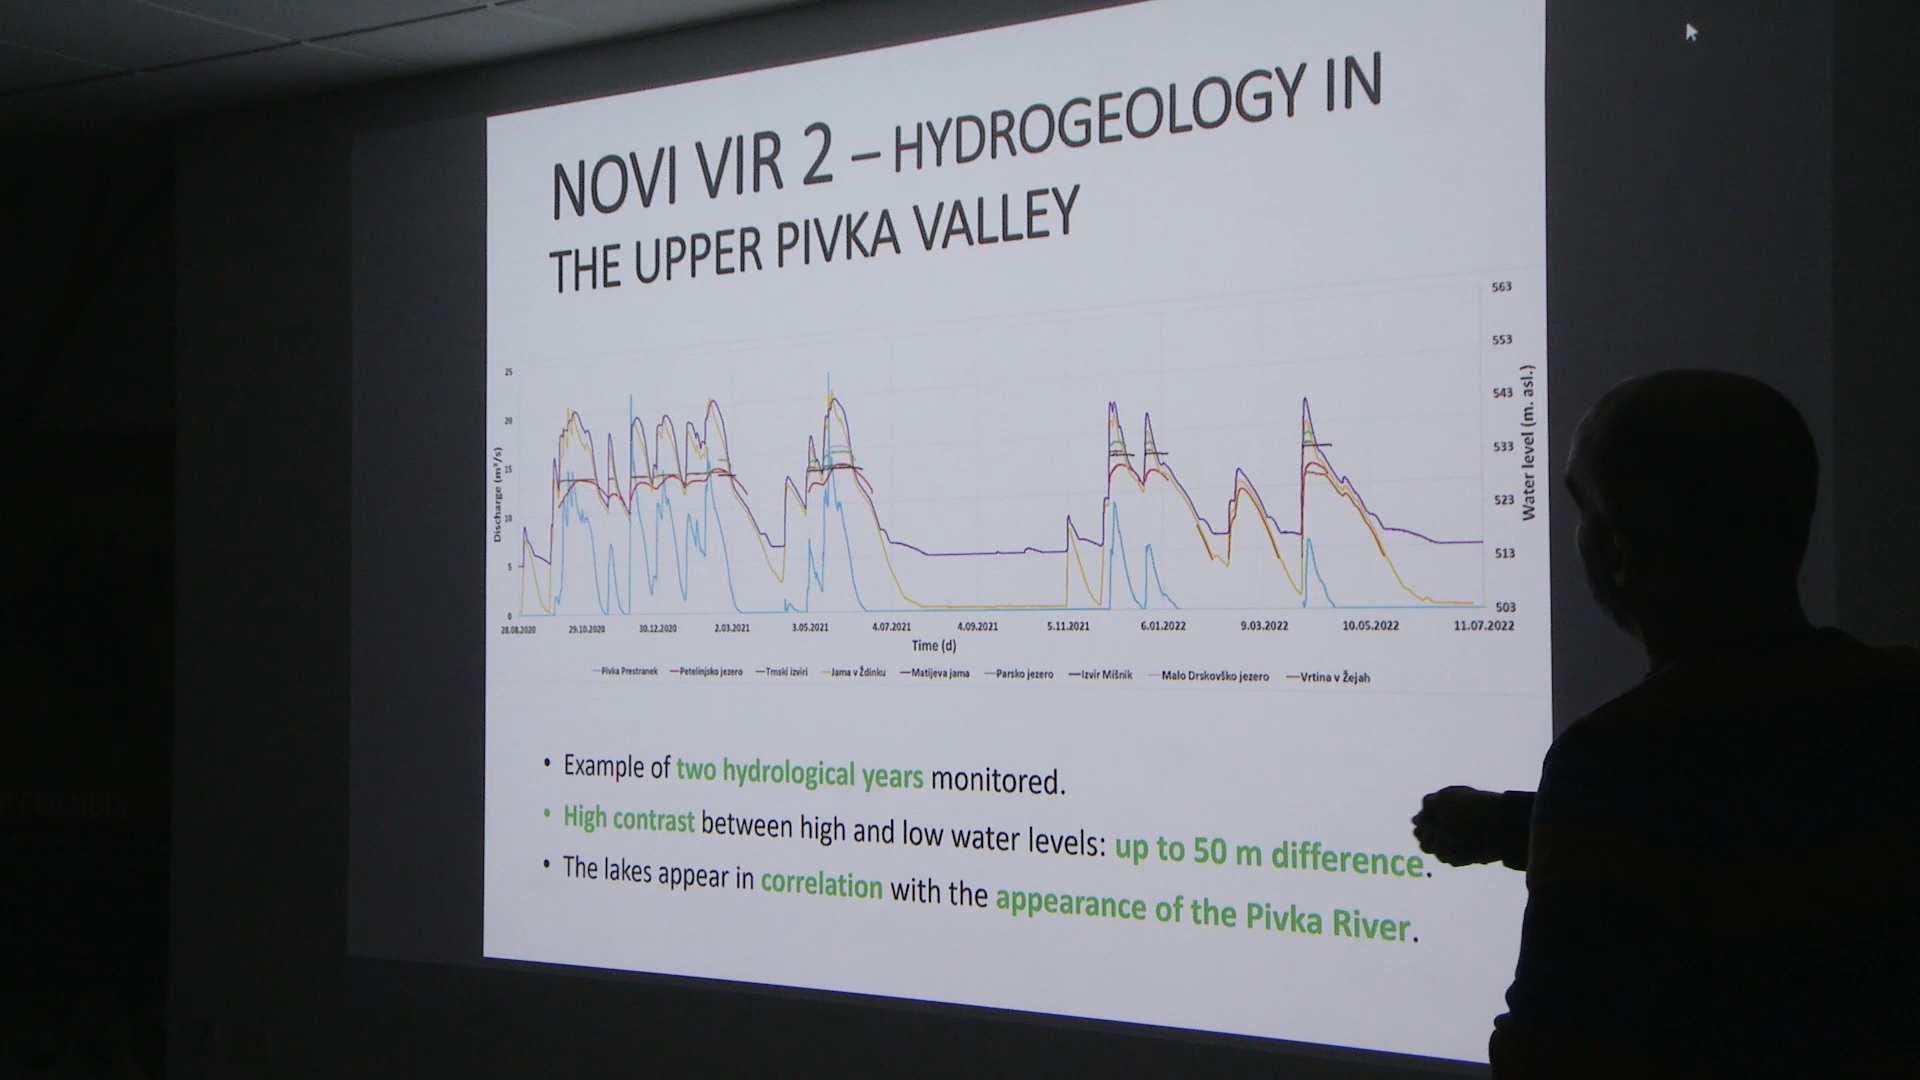 NOVI VIR 2 – HYDROGEOLOGY IN
THE UPPER PIVKA VALLEY
563
553
543
533
523
513
503
Water level (m. asl.)
25
20
15
10
5
0
Discharge (m³/s)
28.08.2020 29.10.2020 30.12.2020 2.03.2021 3.05.2021 4.07.2021 4.09.2021 5.11.2021 6.01.2022 9.03.2022 10.05.2022 11.07.2022
Time (d)
Pivka Prestranek Petelinjsko jezero Trnski izviri Jama v Ždinku Matijeva jama Parsko jezero Izvir Mišnik Malo Drskovško jezero Vrtina v Žejah
• Example of two hydrological years monitored.
• High contrast between high and low water levels: up to 50 m difference.
• The lakes appear in correlation with the appearance of the Pivka River.